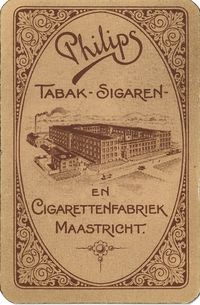 Philips
TABAK-SIGAREN-
EN
CIGARETTENFABRIEK
MAASTRICHT.